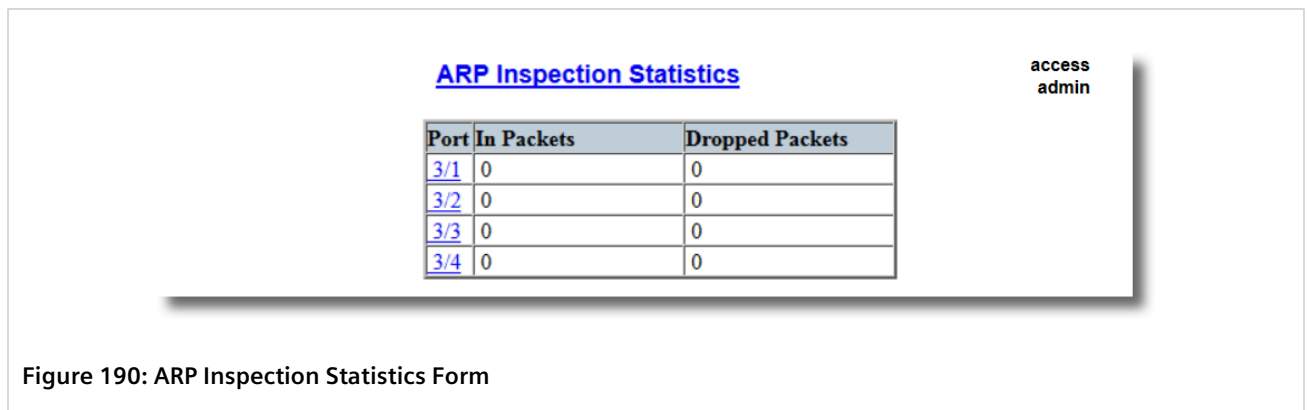 ARP Inspection Statistics
access
admin
Port In Packets Dropped Packets
3/1 0 0
3/2 0 0
3/3 0 0
3/4 0 0
Figure 190: ARP Inspection Statistics Form